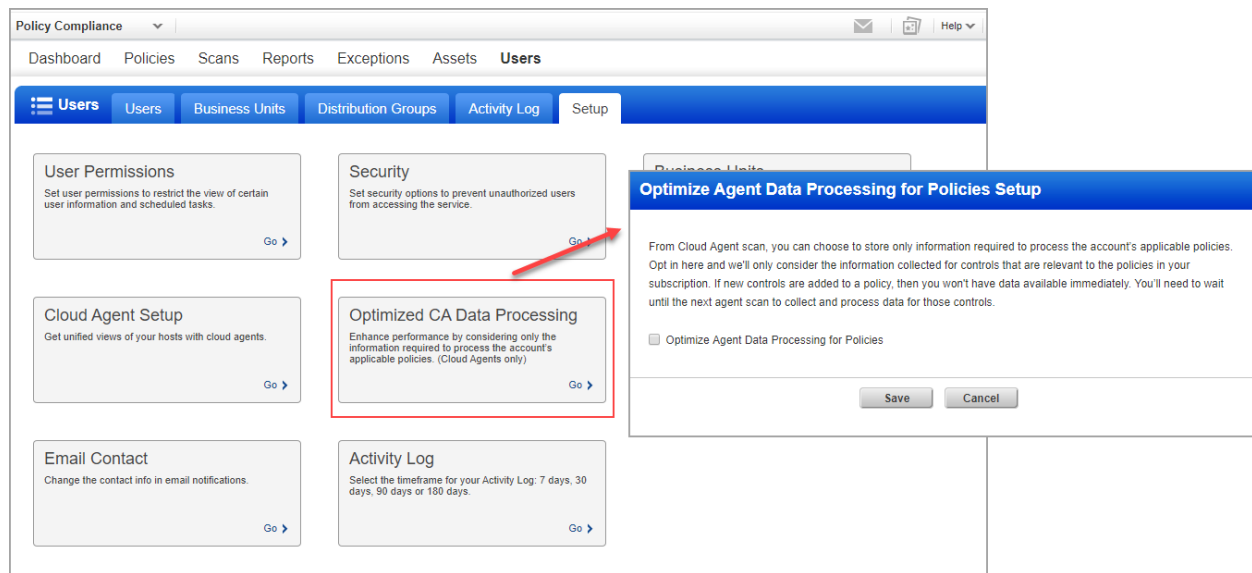 Policy Compliance
Help
Dashboard Policies Scans Reports Exceptions Assets Users
Users Users Business Units Distribution Groups Activity Log Setup
User Permissions
Set user permissions to restrict the view of certain
user information and scheduled tasks.
Go
Security
Set security options to prevent unauthorized users
from accessing the service.
Go
Business Units
Optimize Agent Data Processing for Policies Setup
From Cloud Agent scan, you can choose to store only information required to process the account's applicable policies.
Opt in here and we'll only consider the information collected for controls that are relevant to the policies in your
subscription. If new controls are added to a policy, then you won't have data available immediately. You'll need to wait
until the next agent scan to collect and process data for those controls.
Optimize Agent Data Processing for Policies
Save Cancel
Cloud Agent Setup
Get unified views of your hosts with cloud agents.
Go
Optimized CA Data Processing
Enhance performance by considering only the
information required to process the account's
applicable policies. (Cloud Agents only)
Go
Email Contact
Change the contact info in email notifications.
Go
Activity Log
Select the timeframe for your Activity Log: 7 days, 30
days, 90 days or 180 days.
Go